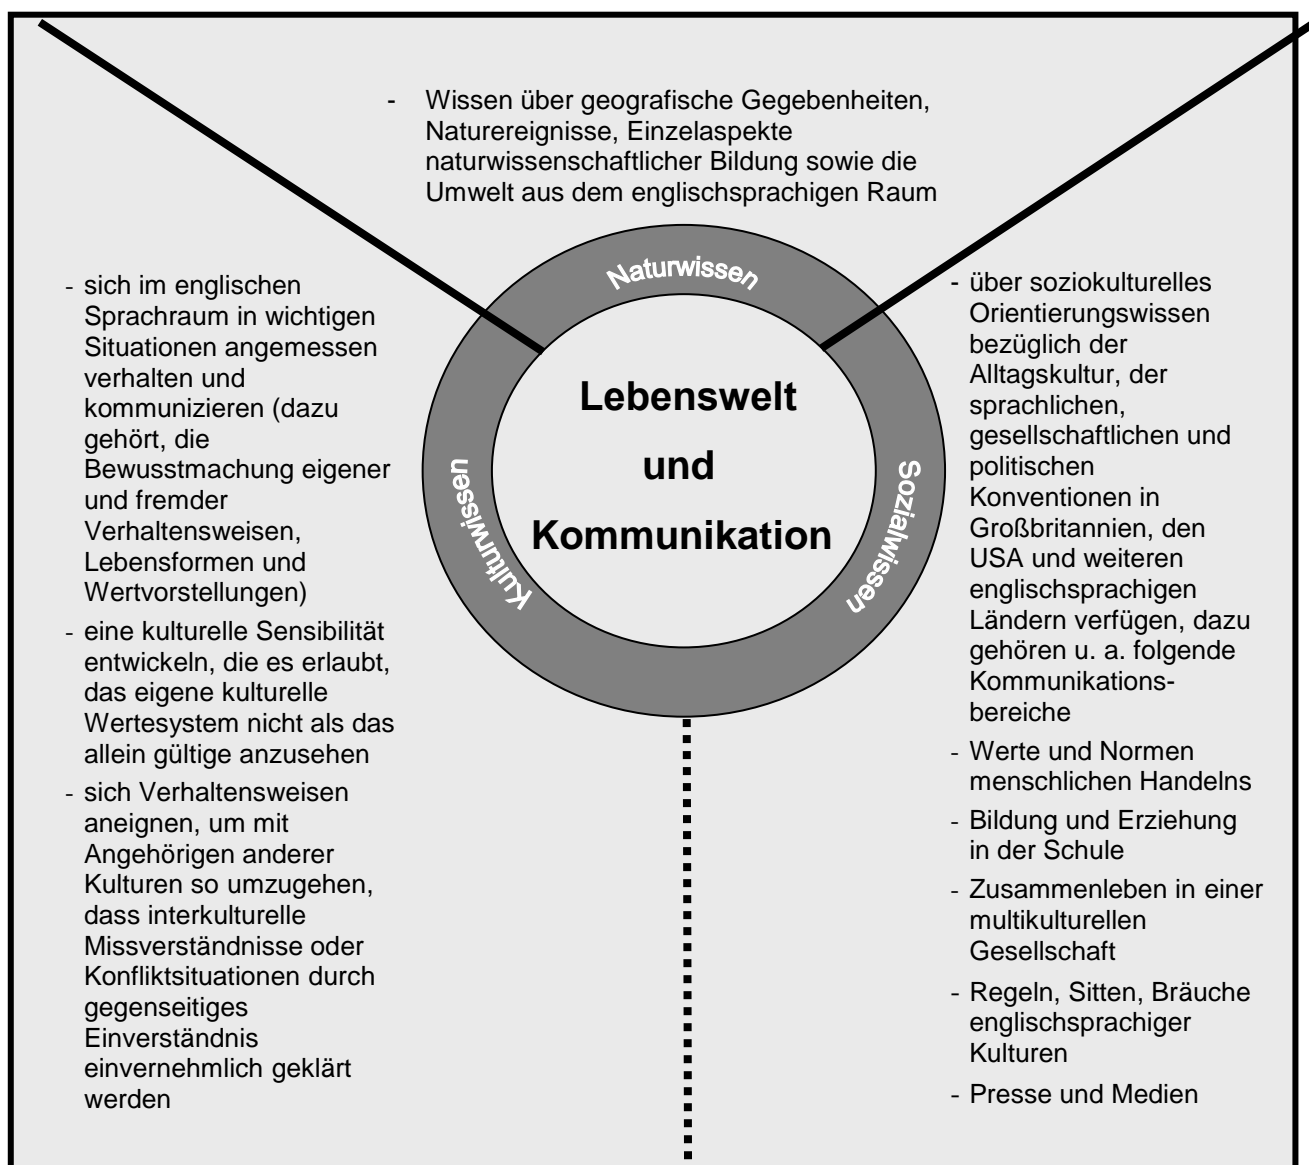 - Wissen über geografische Gegebenheiten,
Naturereignisse, Einzelaspekte
naturwissenschaftlicher Bildung sowie die
Umwelt aus dem englischsprachigen Raum
Naturwissen
Kulturwissen
Sozialwissen
Lebenswelt
und
Kommunikation
- sich im englischen
Sprachraum in wichtigen
Situationen angemessen
verhalten und
kommunizieren (dazu
gehört, die
Bewusstmachung eigener
und fremder
Verhaltensweisen,
Lebensformen und
Wertvorstellungen)
- eine kulturelle Sensibilität
entwickeln, die es erlaubt,
das eigene kulturelle
Wertesystem nicht als das
allein gültige anzusehen
- sich Verhaltensweisen
aneignen, um mit
Angehörigen anderer
Kulturen so umzugehen,
dass interkulturelle
Missverständnisse oder
Konfliktsituationen durch
gegenseitiges
Einverständnis
einvernehmlich geklärt
werden
- über soziokulturelles
Orientierungswissen
bezüglich der
Alltagskultur, der
sprachlichen,
gesellschaftlichen und
politischen
Konventionen in
Großbritannien, den
USA und weiteren
englischsprachigen
Ländern verfügen, dazu
gehören u. a. folgende
Kommunikations-
bereiche
- Werte und Normen
menschlichen Handelns
- Bildung und Erziehung
in der Schule
- Zusammenleben in einer
multikulturellen
Gesellschaft
- Regeln, Sitten, Bräuche
englischsprachiger
Kulturen
- Presse und Medien